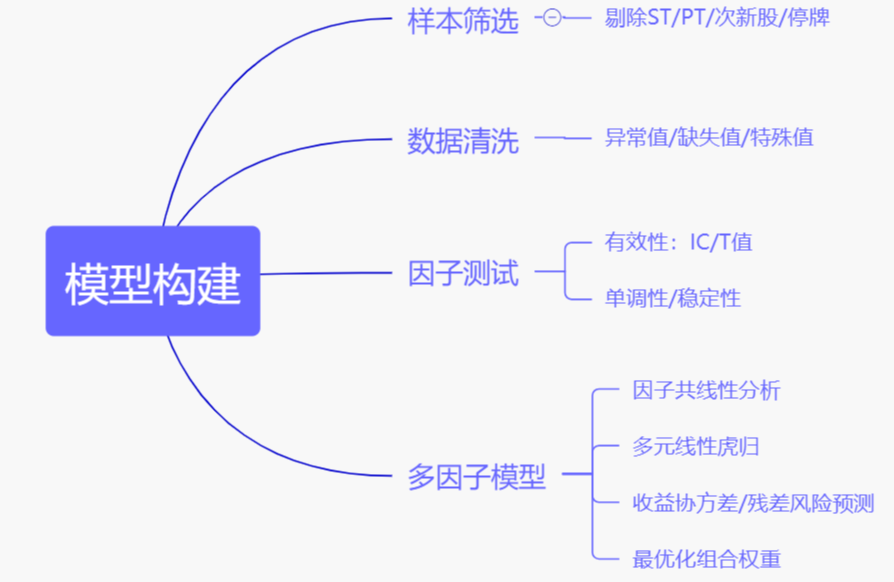 模型构建
样本筛选
剔除ST/PT/次新股/停牌
数据清洗
异常值/缺失值/特殊值
因子测试
有效性：IC/T值
单调性/稳定性
多因子模型
因子共线性分析
多元线性虎归
收益协方差/残差风险预测
最优化组合权重